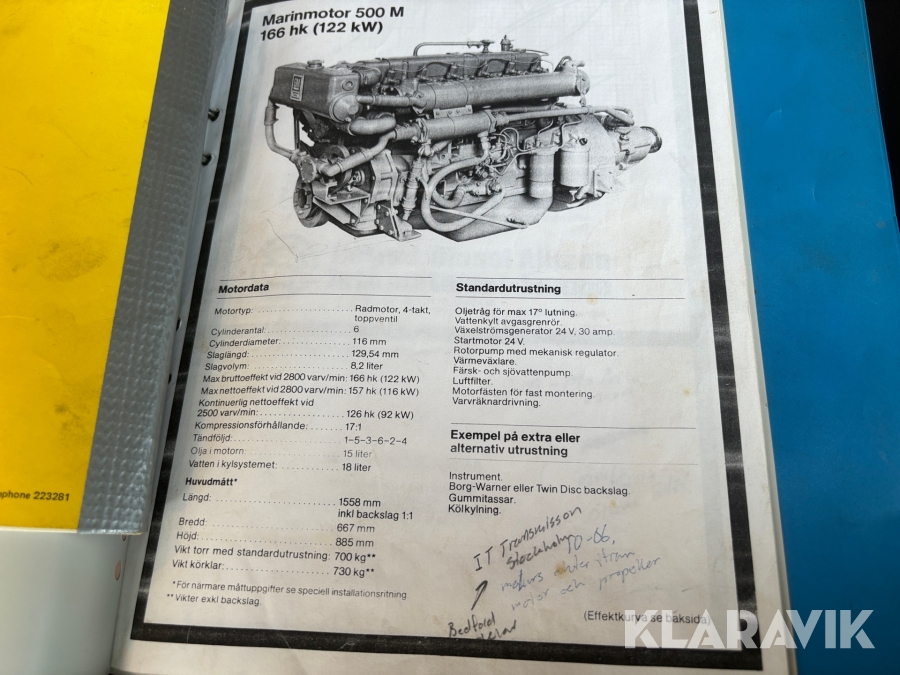 Marinmotor 500 M
166 hk (122 kW)
Motordata
Motortyp: Radmotor, 4-takt,
toppventil
Cylinderantal: 6
Cylinderdiameter: 116 mm
Slaglängd: 129,54 mm
Slagvolym: 8,2 liter
Max bruttoeffekt vid 2800 varv/min: 166 hk (122 kW)
Max nettoeffekt vid 2800 varv/min: 157 hk (116 kW)
Kontinuerlig nettoeffekt vid
2500 varv/min: 126 hk (92 kW)
Kompressionsförhållande: 17:1
Tändföljd: 1-5-3-6-2-4
Olja i motorn 15 liter
Vatten i kylsystemet: 18 liter
Huvudmått*
Längd: 1558 mm
inkl backslag 1:1
Bredd: 667 mm
Höjd: 885 mm
Vikt torr med standardutrustning: 700 kg**
Vikt körklar: 730 kg**
*För närmare måttuppgifter se speciell installationsritning
**Vikter exkl backslag.
Standardutrustning
Oljetråg för max 17° lutning.
Vattenkylt avgasgrenrör.
Växelströmsgenerator 24 V, 30 amp.
Startmotor 24 V.
Rotorpump med mekanisk regulator.
Värmeväxlare.
Färsk- och sjövattenpump.
Luftfilter.
Motorfästen för fast montering.
Varvräknardrivning.
Exempel på extra eller
alternativ utrustning
Instrument.
Borg-Warner eller Twin Disc backslag.
Gummitassar.
Kölkylning.
IT Transmisson
Stockholm
motor och propeller
Bedford
(Effektkurva se baksida)
ephone 223281
KLARAVIK